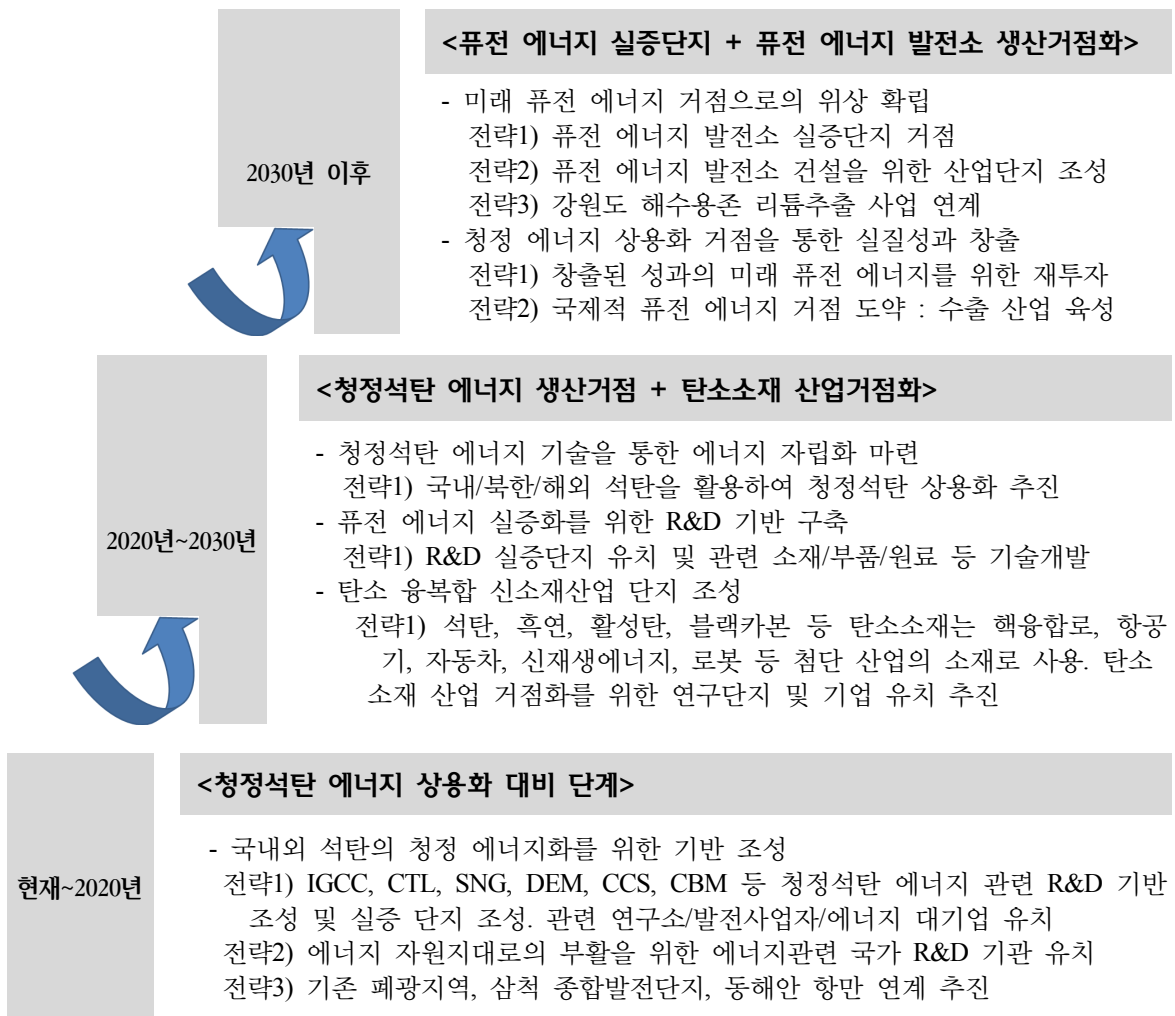 <퓨전 에너지 실증단지 + 퓨전 에너지 발전소 생산거점화>
2030년 이후
- 미래 퓨전 에너지 거점으로의 위상 확립
전략1) 퓨전 에너지 발전소 실증단지 거점
전략2) 퓨전 에너지 발전소 건설을 위한 산업단지 조성
전략3) 강원도 해수용존 리튬추출 사업 연계
- 청정 에너지 상용화 거점을 통한 실질성과 창출
전략1) 창출된 성과의 미래 퓨전 에너지를 위한 재투자
전략2) 국제적 퓨전 에너지 거점 도약 : 수출 산업 육성
<청정석탄 에너지 생산거점 + 탄소소재 산업거점화>
2020년~2030년
- 청정석탄 에너지 기술을 통한 에너지 자립화 마련
전략1) 국내/북한/해외 석탄을 활용하여 청정석탄 상용화 추진
- 퓨전 에너지 실증화를 위한 R&D 기반 구축
전략1) R&D 실증단지 유치 및 관련 소재/부품/원료 등 기술개발
- 탄소 융복합 신소재산업 단지 조성
전략1) 석탄, 흑연, 활성탄, 블랙카본 등 탄소소재는 핵융합로, 항공
기, 자동차, 신재생에너지, 로봇 등 첨단 산업의 소재로 사용. 탄소
소재 산업 거점화를 위한 연구단지 및 기업 유치 추진
<청정석탄 에너지 상용화 대비 단계>
현재~2020년
- 국내외 석탄의 청정 에너지화를 위한 기반 조성
전략1) IGCC, CTL, SNG, DEM, CCS, CBM 등 청정석탄 에너지 관련 R&D 기반
조성 및 실증 단지 조성. 관련 연구소/발전사업자/에너지 대기업 유치
전략2) 에너지 자원지대로의 부활을 위한 에너지관련 국가 R&D 기관 유치
전략3) 기존 폐광지역, 삼척 종합발전단지, 동해안 항만 연계 추진